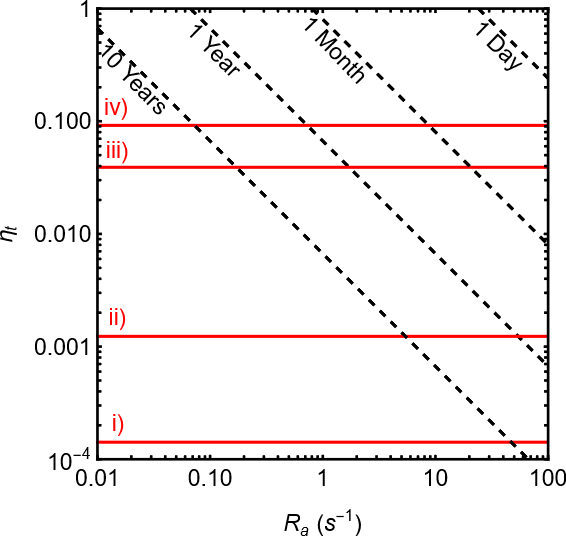 1
0.100
0.010
0.001
10⁻⁴
ηt
10 Years
1 Year
1 Month
1 Day
iv)
iii)
ii)
i)
0.01 0.10 1 10 100
Ra (s⁻¹)